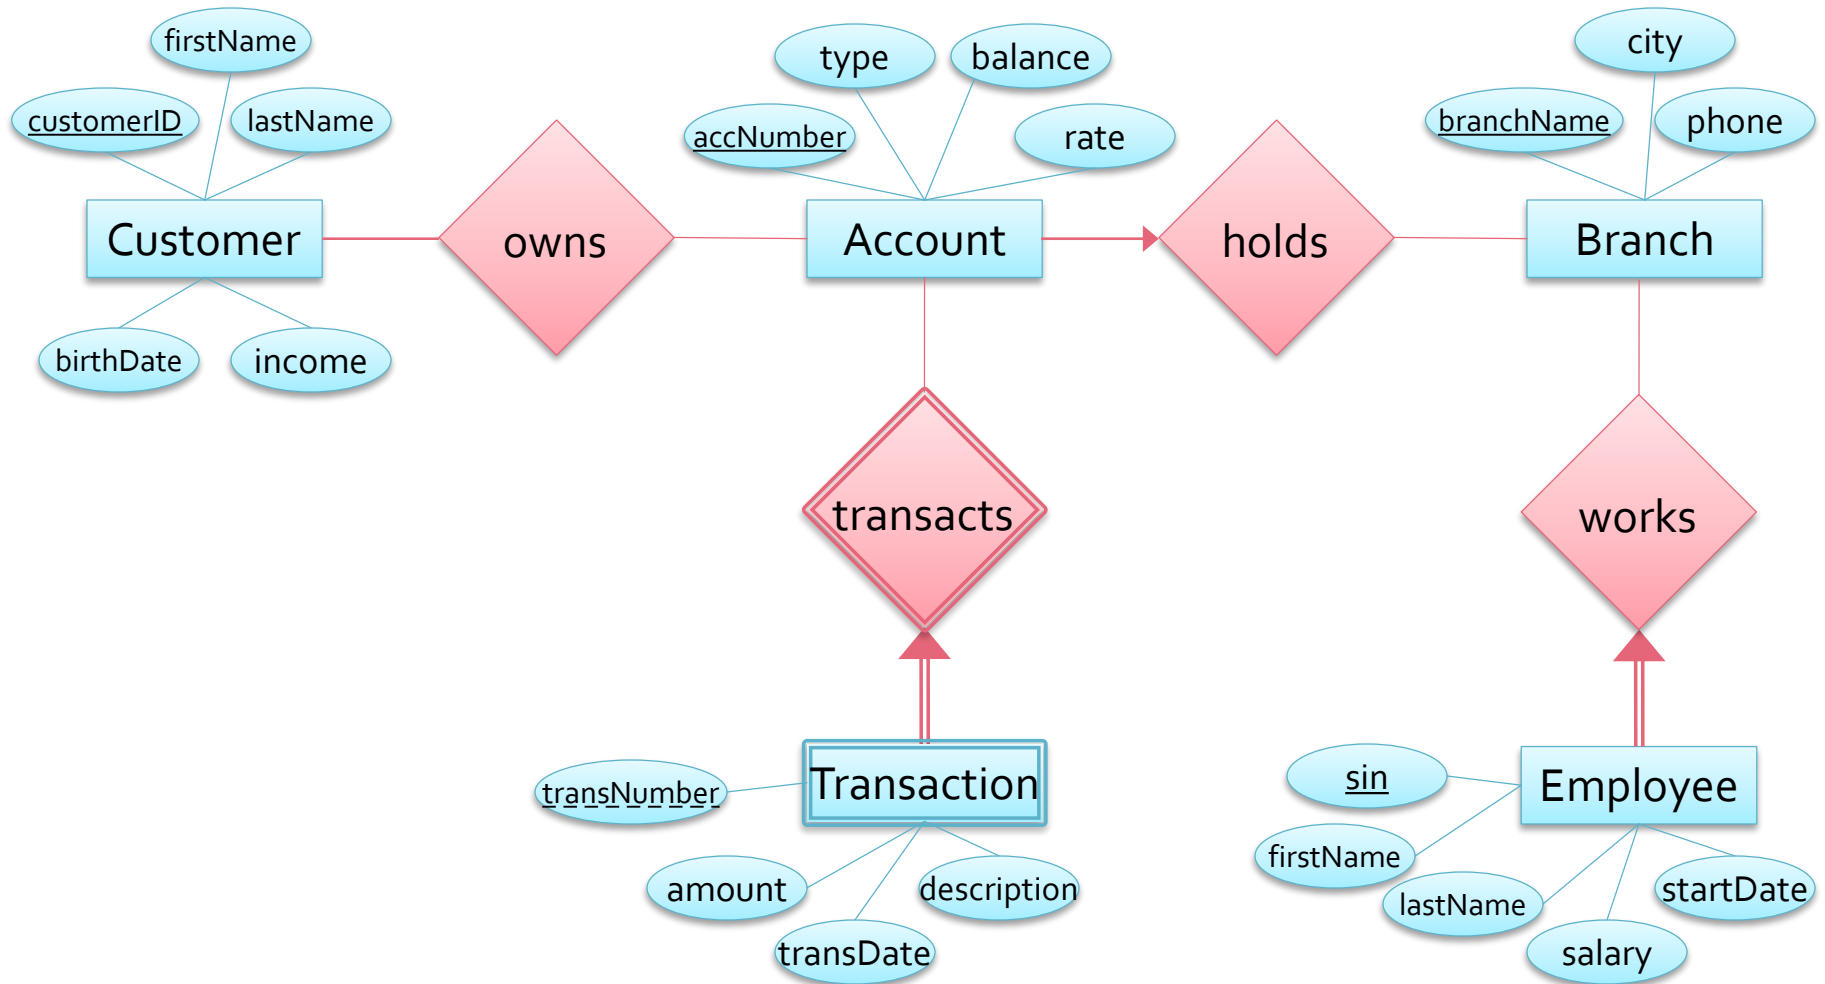 firstName
customerID
lastName
Customer
birthDate
income
owns
type
balance
accNumber
rate
Account
holds
city
branchName
phone
Branch
transacts
works
Transaction
transNumber
amount
description
transDate
Employee
sin
firstName
lastName
startDate
salary